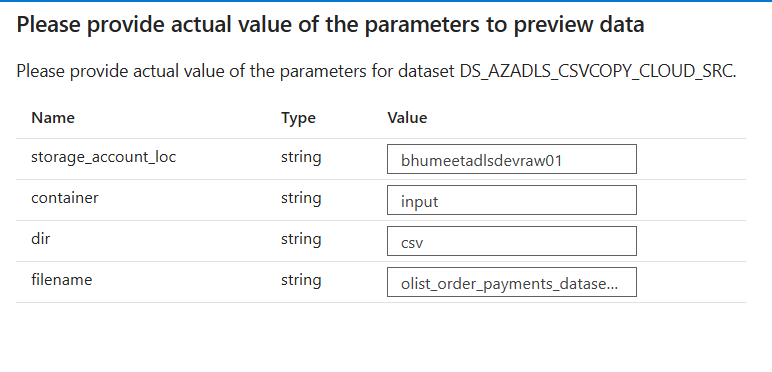 Please provide actual value of the parameters to preview data
Please provide actual value of the parameters for dataset DS_AZADLS_CSVCOPY_CLOUD_SRC.
Name Type Value
storage_account_loc string bhumeetadlsdevraw01
container string input
dir string csv
filename string olist_order_payments_datase...